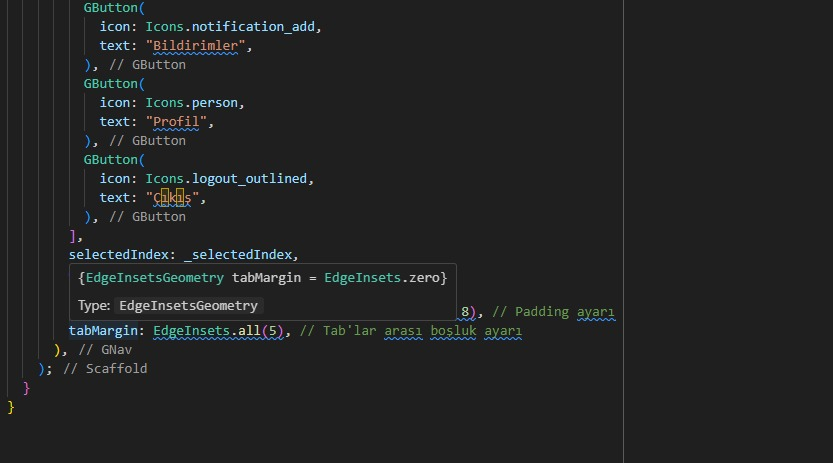 GButton(
icon: Icons.notification_add,
text: "Bildirimler",
), // GButton
GButton(
icon: Icons.person,
text: "Profil",
), // GButton
GButton(
icon: Icons.logout_outlined,
text: "Çıkış",
), // GButton
],
selectedIndex: _selectedIndex,
{EdgeInsetsGeometry tabMargin = EdgeInsets.zero}
Type: EdgeInsetsGeometry
8), // Padding ayarı
tabMargin: EdgeInsets.all(5), // Tab'lar arası boşluk ayarı
), // GNav
); // Scaffold
}
}